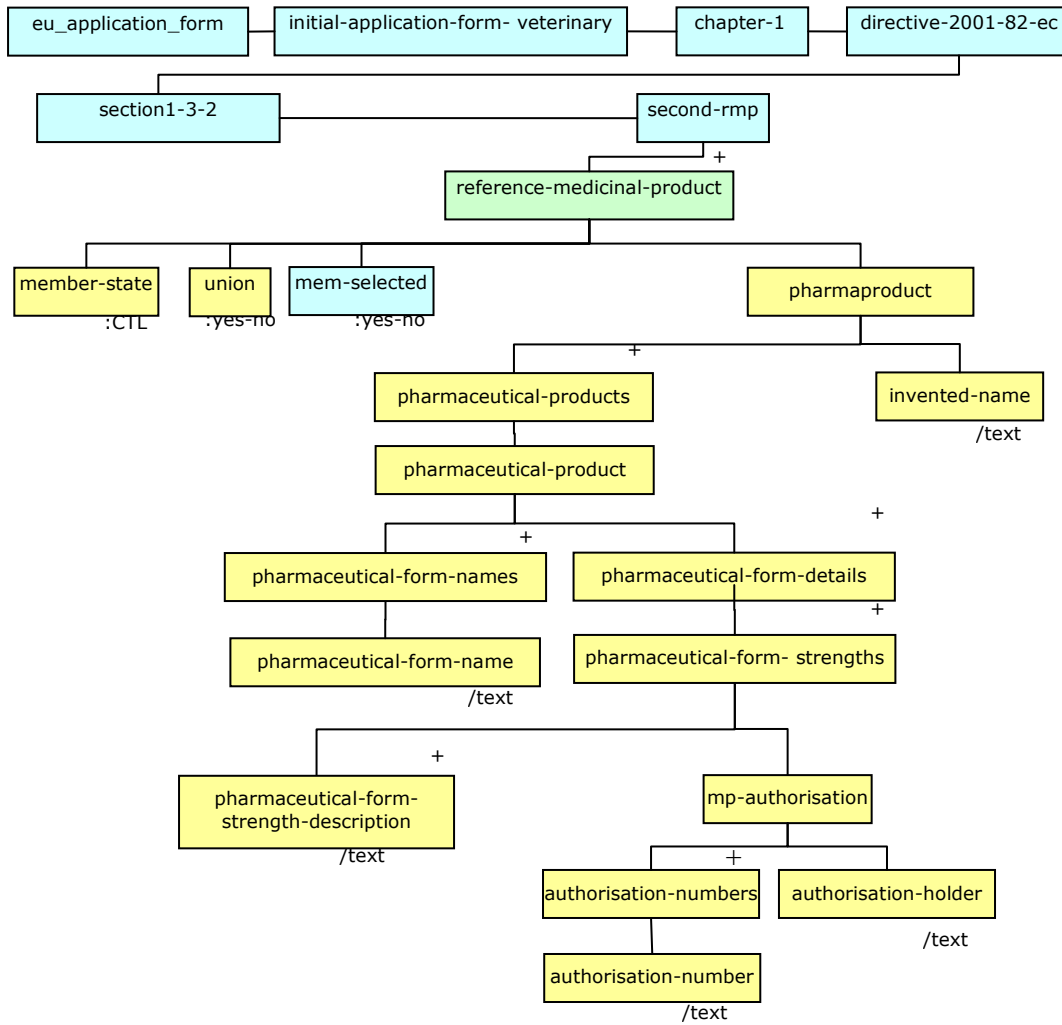 eu_application_form
initial-application-form- veterinary
chapter-1
directive-2001-82-ec
section1-3-2
second-rmp
+
reference-medicinal-product
member-state
:CTL
union
:yes-no
mem-selected
:yes-no
pharmaproduct
+
pharmaceutical-products
invented-name
/text
pharmaceutical-product
+
+
pharmaceutical-form-names
pharmaceutical-form-details
+
pharmaceutical-form-name
/text
pharmaceutical-form- strengths
+
pharmaceutical-form-
strength-description
/text
mp-authorisation
+
authorisation-numbers
authorisation-holder
/text
authorisation-number
/text